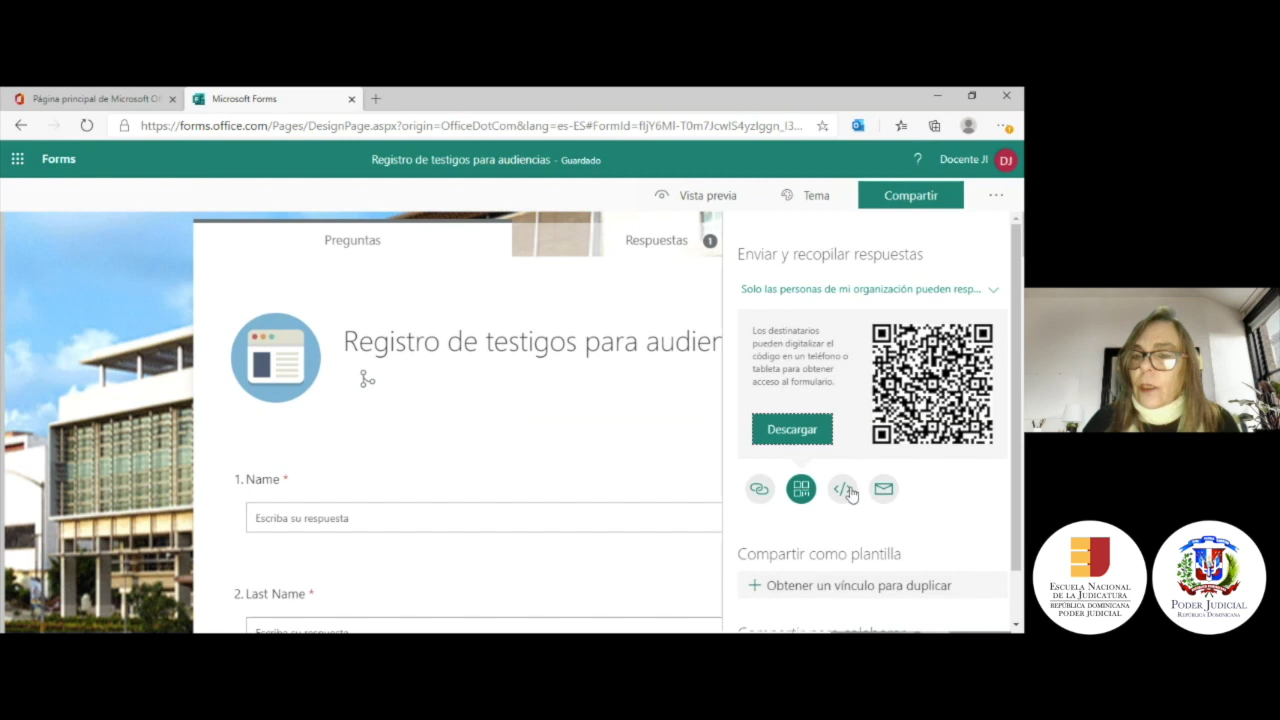 Página principal de Microsoft Of
Microsoft Forms
https://forms.office.com/Pages/DesignPage.aspx?origin=OfficeDotCom&lang=es-ES#FormId=
Forms
Registro de testigos para audiencias - Guardado
?
Docente JI
DJ
Vista previa
Tema
Compartir
...
Preguntas
Respuestas
1
Enviar y recopilar respuestas
Solo las personas de mi organización pueden resp...
Los destinatarios
pueden digitalizar el
código en un teléfono o
tableta para obtener
acceso al formulario.
Descargar
Registro de testigos para audien
1. Name *
Escriba su respuesta
2. Last Name *
Escriba su respuesta
</>
Compartir como plantilla
+ Obtener un vínculo para duplicar
Escuela Nacional
de la Judicatura
República Dominicana
Poder Judicial
Poder Judicial
República Dominicana